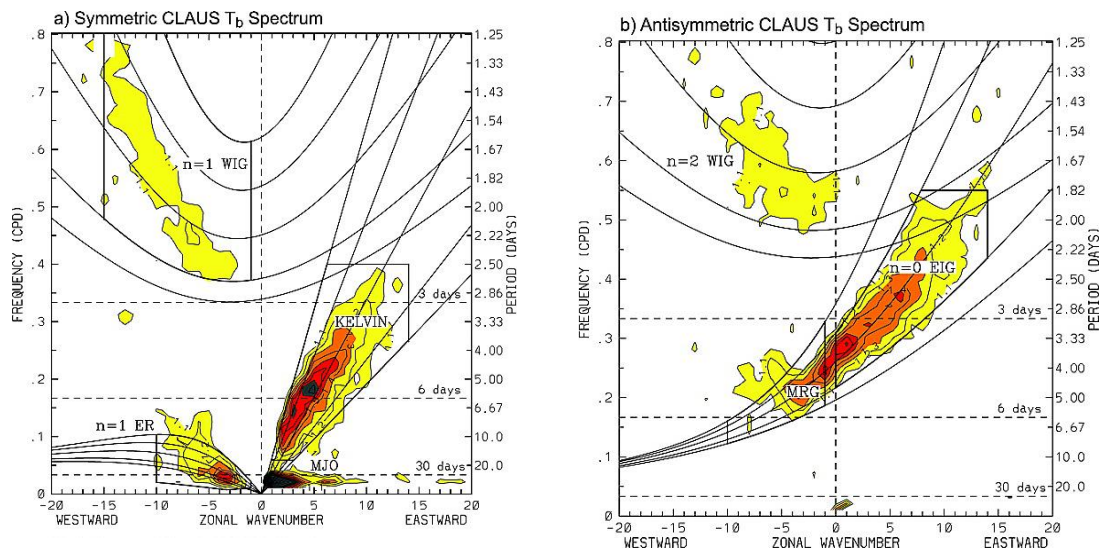 a) Symmetric CLAUS Tb Spectrum
.8
.7
.6
.5
.4
.3
.2
.1
0
FREQUENCY (CPD)
1.25
1.33
1.43
1.54
1.67
1.82
2.00
2.22
2.50
2.86
3.33
4.00
5.00
6.67
10.0
20.0
PERIOD (DAYS)
n=1 WIG
3 days
KELVIN
6 days
n=1 ER
MJO
30 days
-20 -15 -10 -5 0 5 10 15 20
WESTWARD ZONAL WAVENUMBER EASTWARD
b) Antisymmetric CLAUS Tb Spectrum
.8
.7
.6
.5
.4
.3
.2
.1
0
FREQUENCY (CPD)
1.25
1.33
1.43
1.54
1.67
1.82
2.00
2.22
2.50
2.86
3.33
4.00
5.00
6.67
10.0
20.0
PERIOD (DAYS)
n=2 WIG
n=0 EIG
3 days
MRG
6 days
30 days
-20 -15 -10 -5 0 5 10 15 20
WESTWARD ZONAL WAVENUMBER EASTWARD